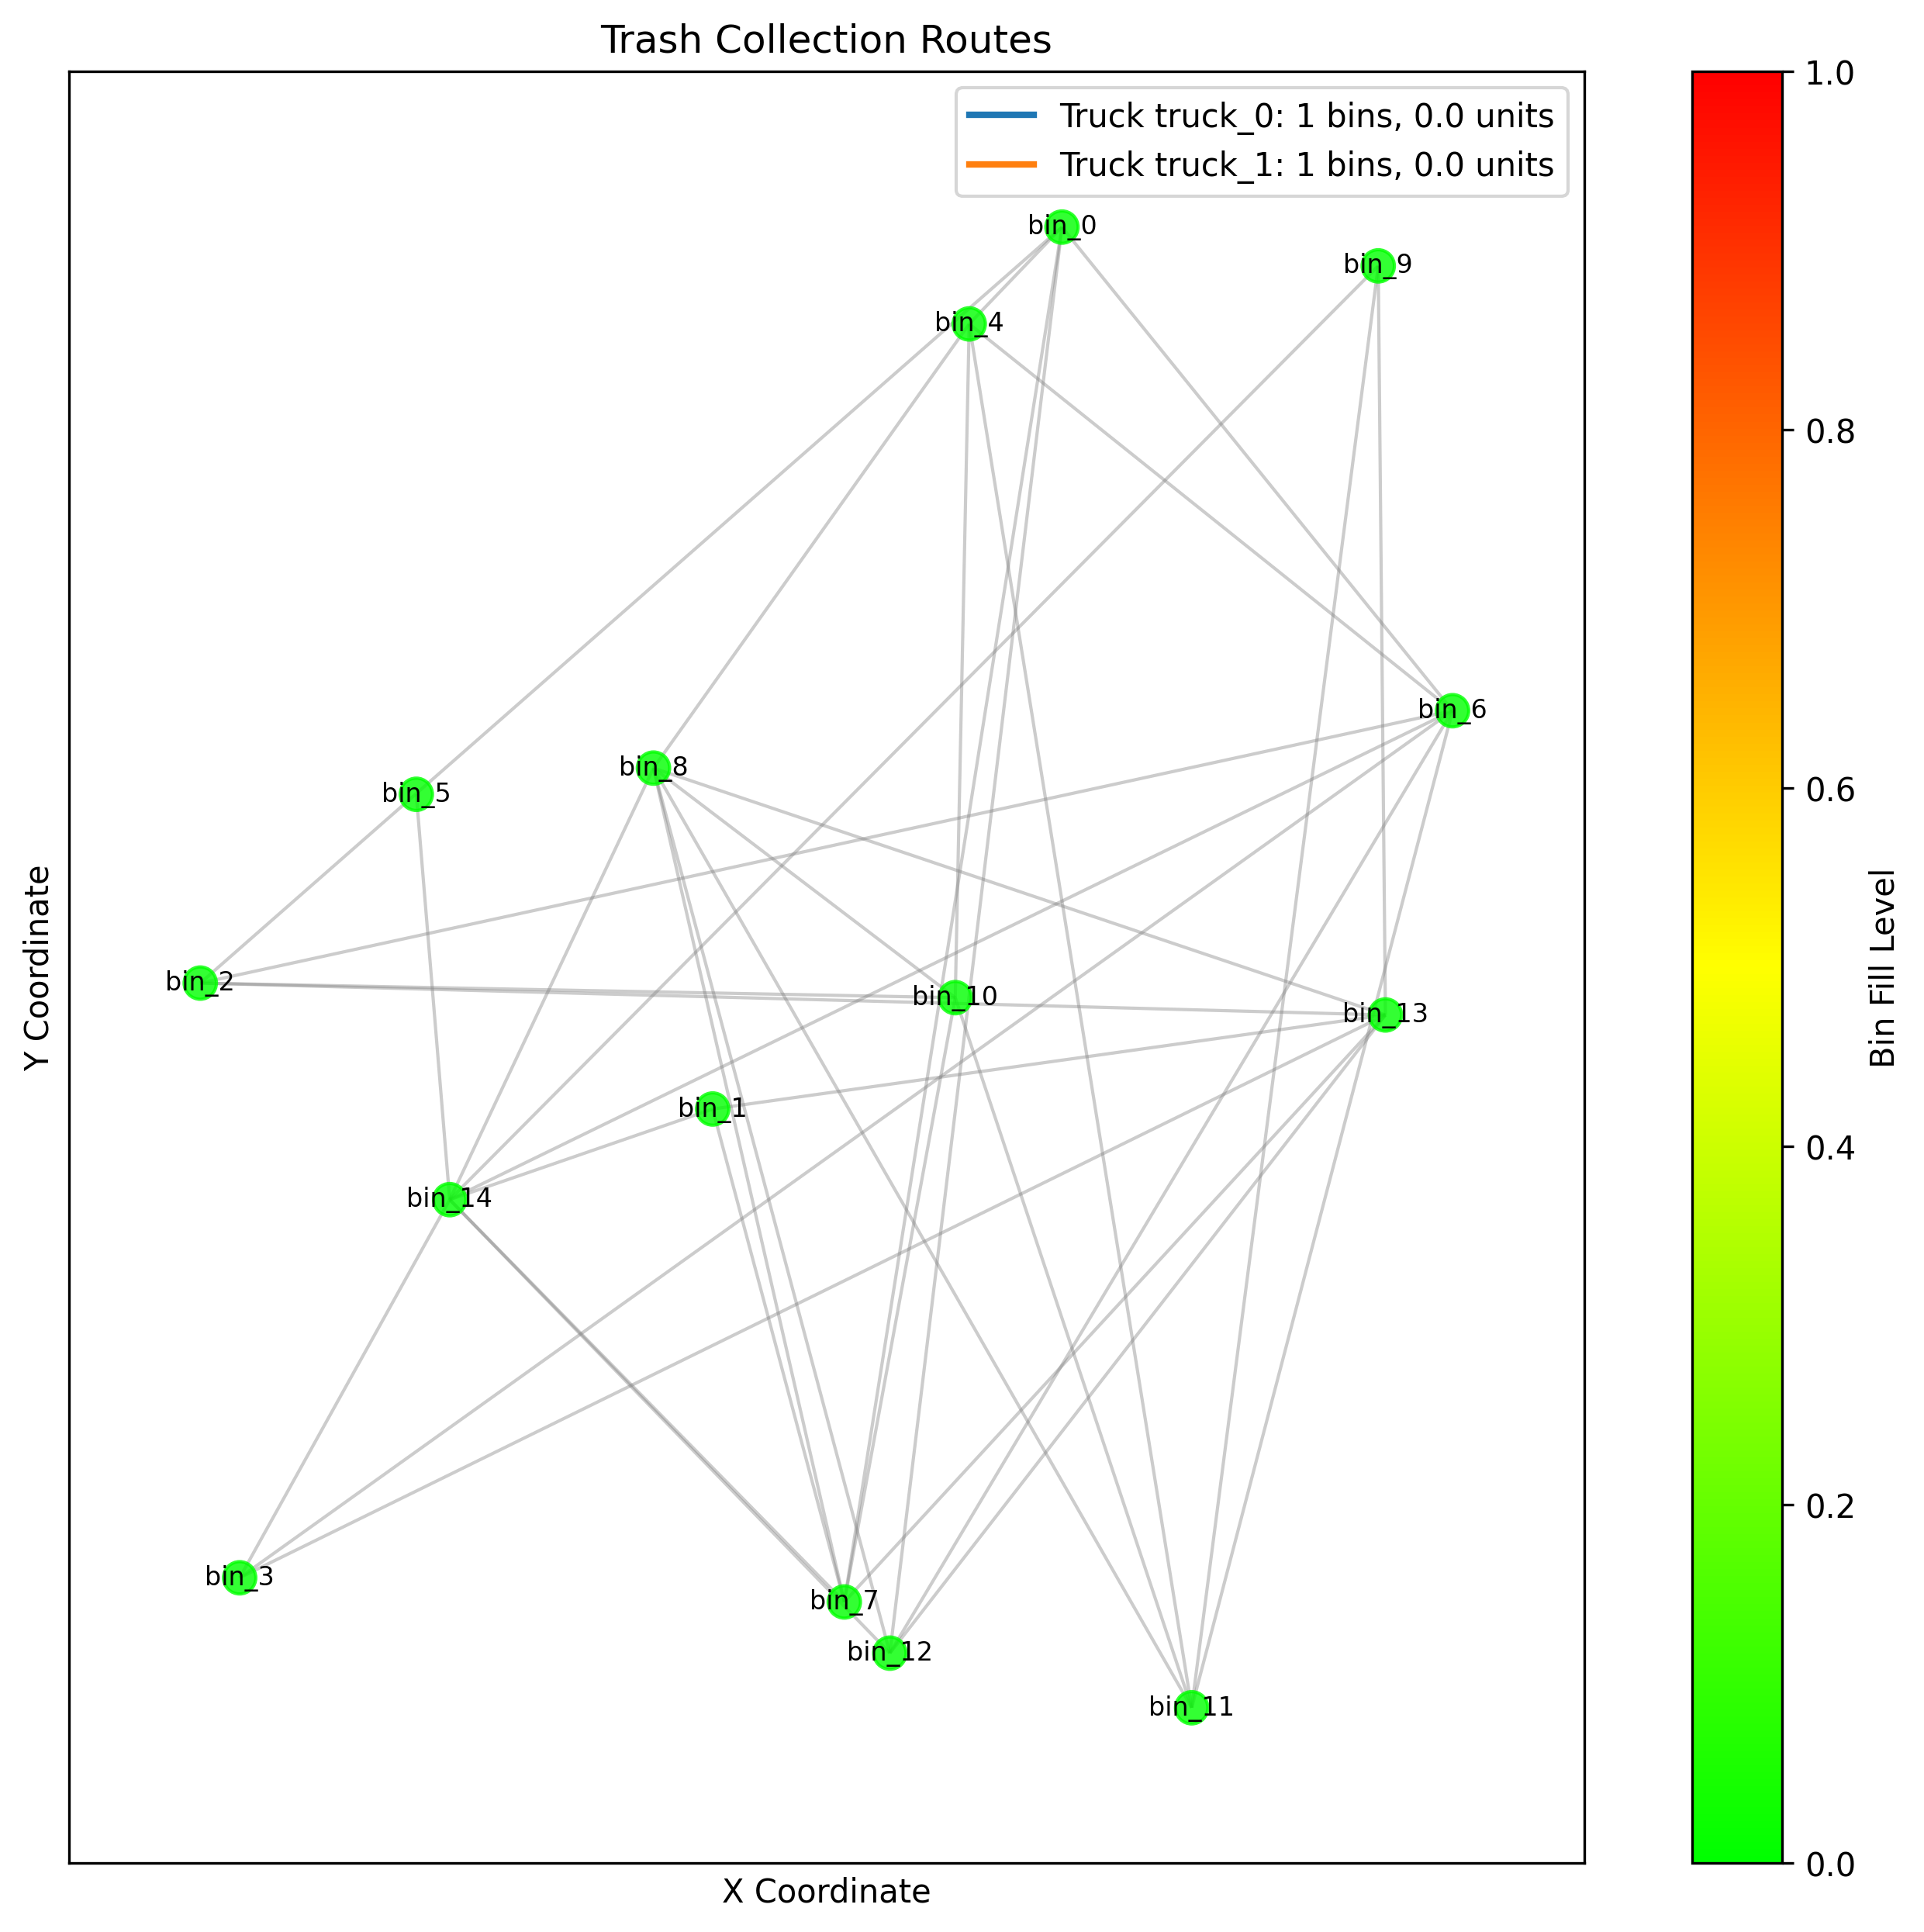 Trash Collection Routes
Truck truck_0: 1 bins, 0.0 units
Truck truck_1: 1 bins, 0.0 units
bin_0
bin_9
bin_4
bin_6
bin_8
bin_5
bin_2
bin_10
bin_13
bin_1
bin_14
bin_3
bin_7
bin_12
bin_11
X Coordinate
Y Coordinate
1.0
0.8
0.6
0.4
0.2
0.0
Bin Fill Level